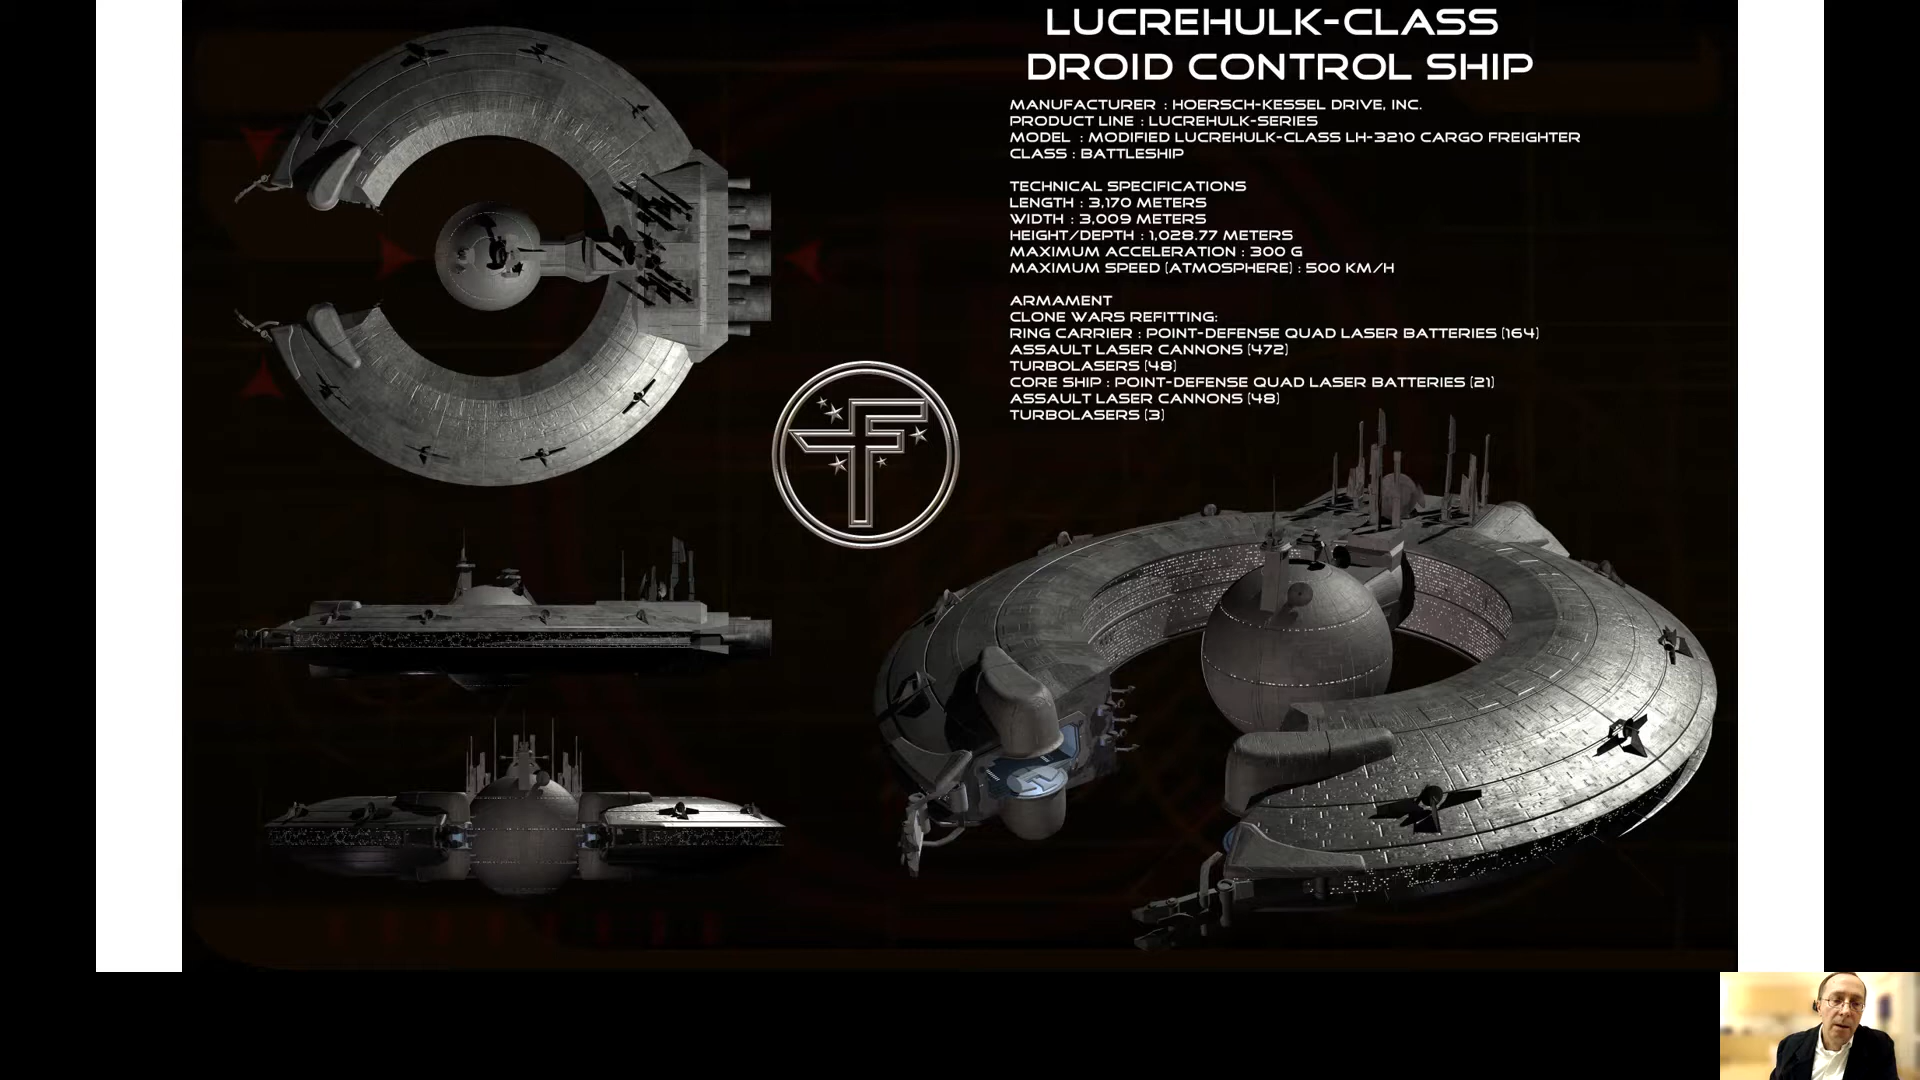 LUCREHULK-CLASS
DROID CONTROL SHIP
MANUFACTURER : HOERSCH-KESSEL DRIVE, INC.
PRODUCT LINE : LUCREHULK-SERIES
MODEL : MODIFIED LUCREHULK-CLASS LH-3210 CARGO FREIGHTER
CLASS : BATTLESHIP
TECHNICAL SPECIFICATIONS
LENGTH : 3,170 METERS
WIDTH : 3,009 METERS
HEIGHT/DEPTH : 1,028.77 METERS
MAXIMUM ACCELERATION : 300 G
MAXIMUM SPEED (ATMOSPHERE) : 500 KM/H
ARMAMENT
CLONE WARS REFITTING:
RING CARRIER : POINT-DEFENSE QUAD LASER BATTERIES (164)
ASSAULT LASER CANNONS (472)
TURBOLASERS (48)
CORE SHIP : POINT-DEFENSE QUAD LASER BATTERIES (21)
ASSAULT LASER CANNONS (48)
TURBOLASERS (3)